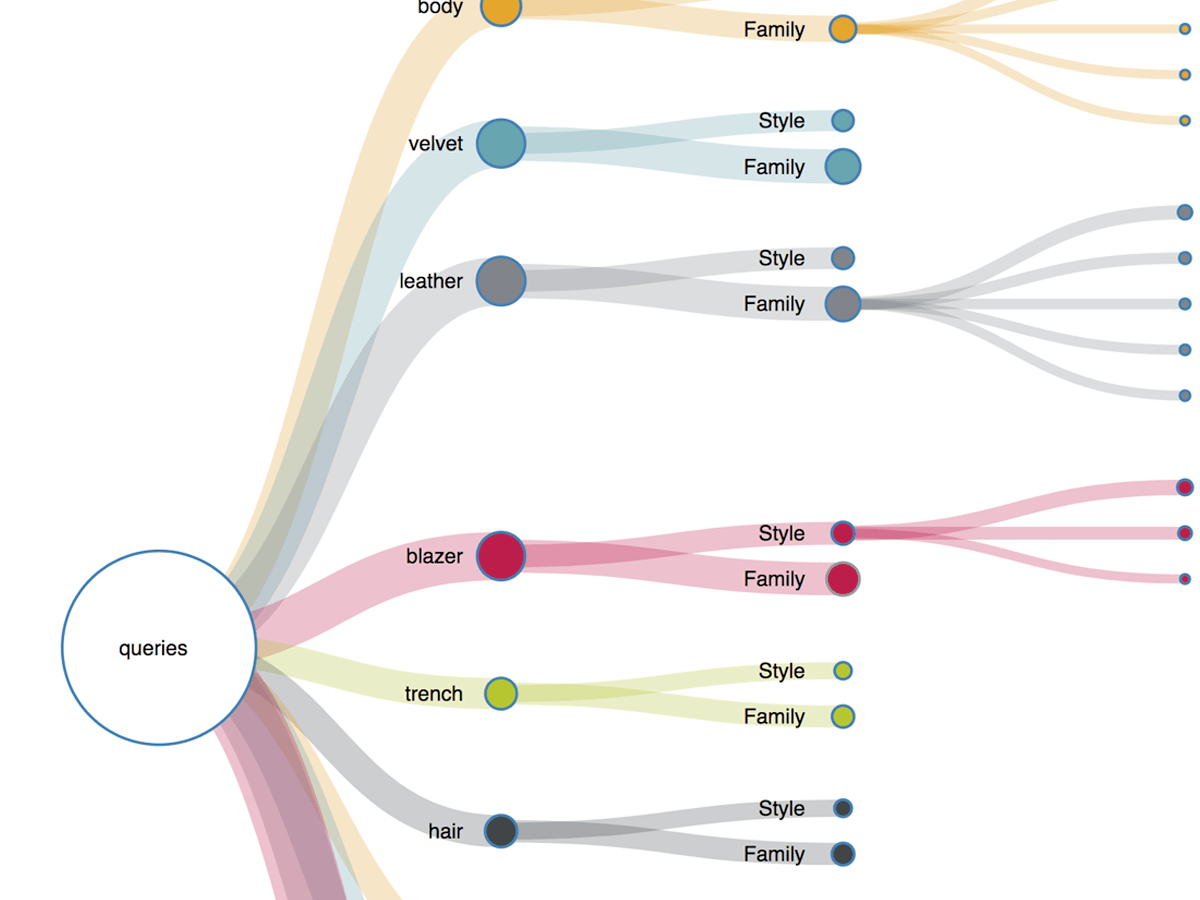 body
Family
velvet
Style
Family
leather
Style
Family
blazer
Style
Family
queries
trench
Style
Family
hair
Style
Family